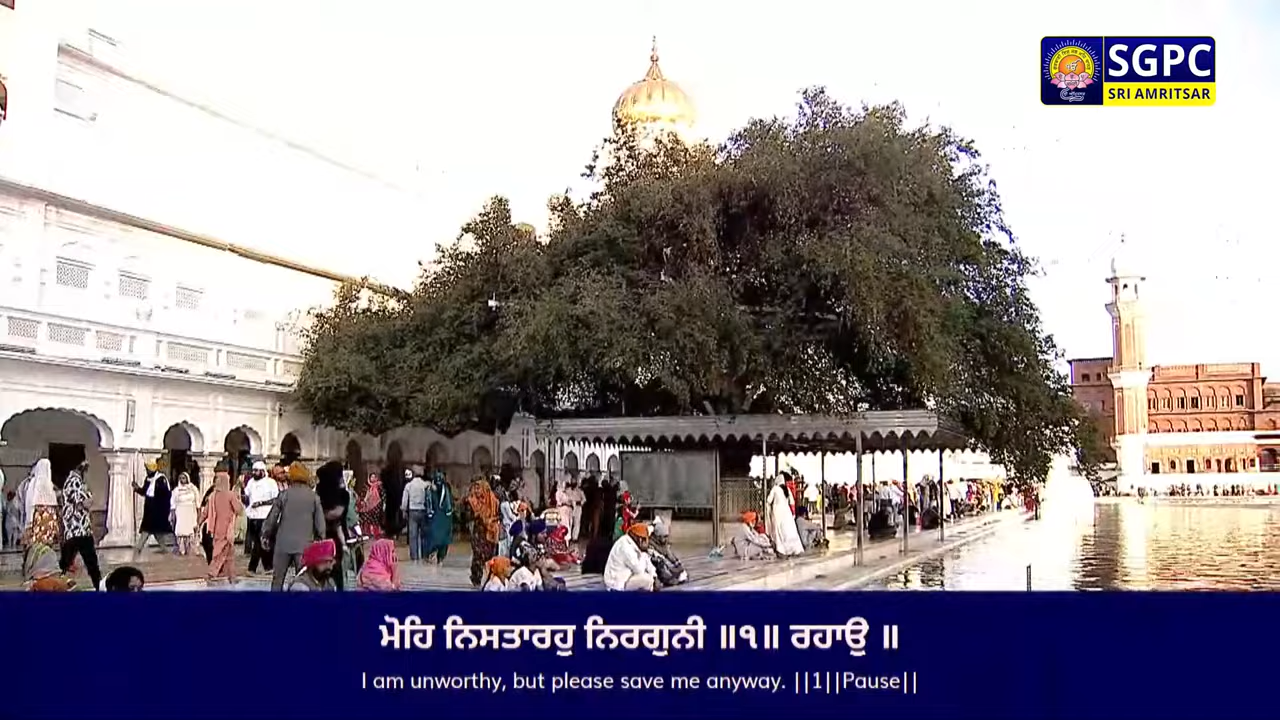 SGPC
SRI AMRITSAR
ਮੋਹਿ ਨਿਸਤਾਰਹੁ ਨਿਰਗੁਨੀ ॥੧॥ ਰਹਾਉ ॥
I am unworthy, but please save me anyway. ||1||Pause||